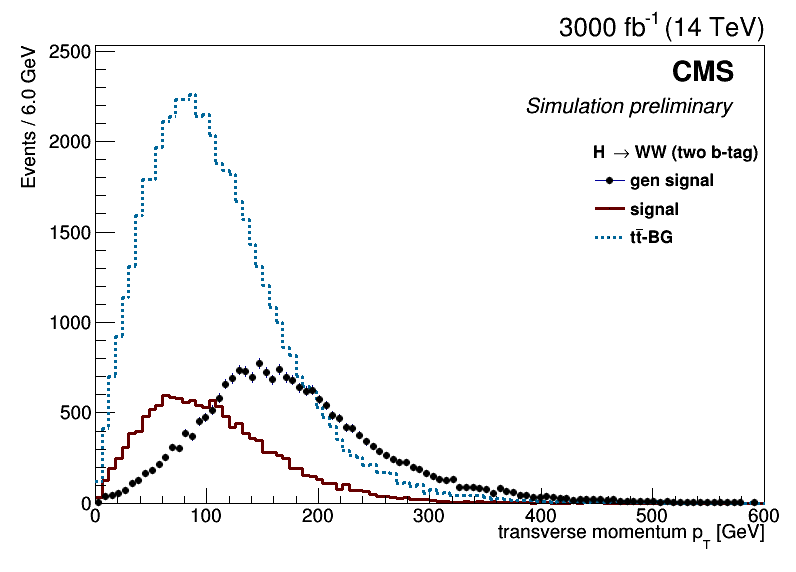 3000 fb⁻¹ (14 TeV)
Events / 6.0 GeV
2500
2000
1500
1000
500
0
CMS
Simulation preliminary
H → WW (two b-tag)
gen signal
signal
tt̄-BG
0 100 200 300 400 500 600
transverse momentum p_T [GeV]